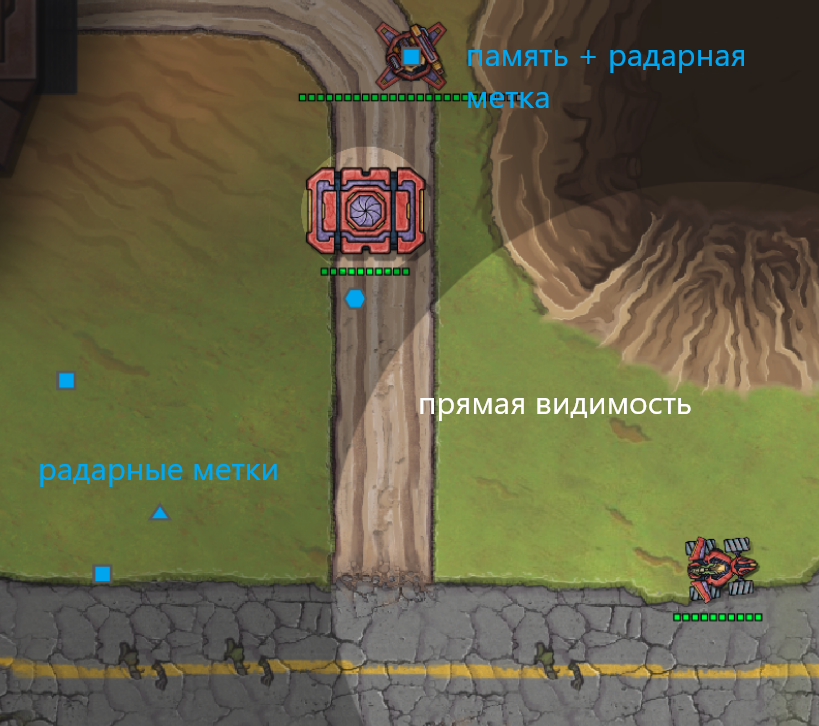 память + радарная
метка
прямая видимость
радарные метки